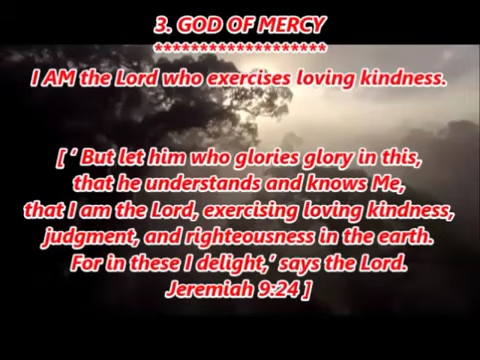 3. GOD OF MERCY
*******************
I AM the Lord who exercises loving kindness.
[ ‘ But let him who glories glory in this,
that he understands and knows Me,
that I am the Lord, exercising loving kindness,
judgment, and righteousness in the earth.
For in these I delight,’ says the Lord.
Jeremiah 9:24 ]